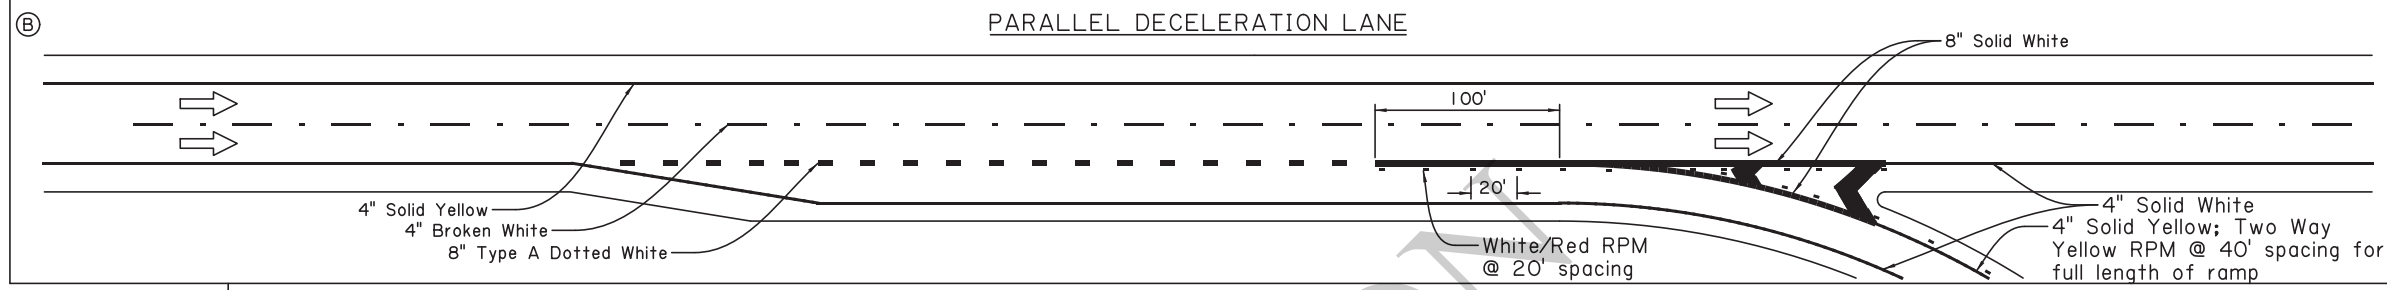 B
PARALLEL DECELERATION LANE
8" Solid White
100'
20'
4" Solid Yellow
4" Broken White
8" Type A Dotted White
White/Red RPM
@ 20' spacing
4" Solid White
4" Solid Yellow; Two Way
Yellow RPM @ 40' spacing for
full length of ramp